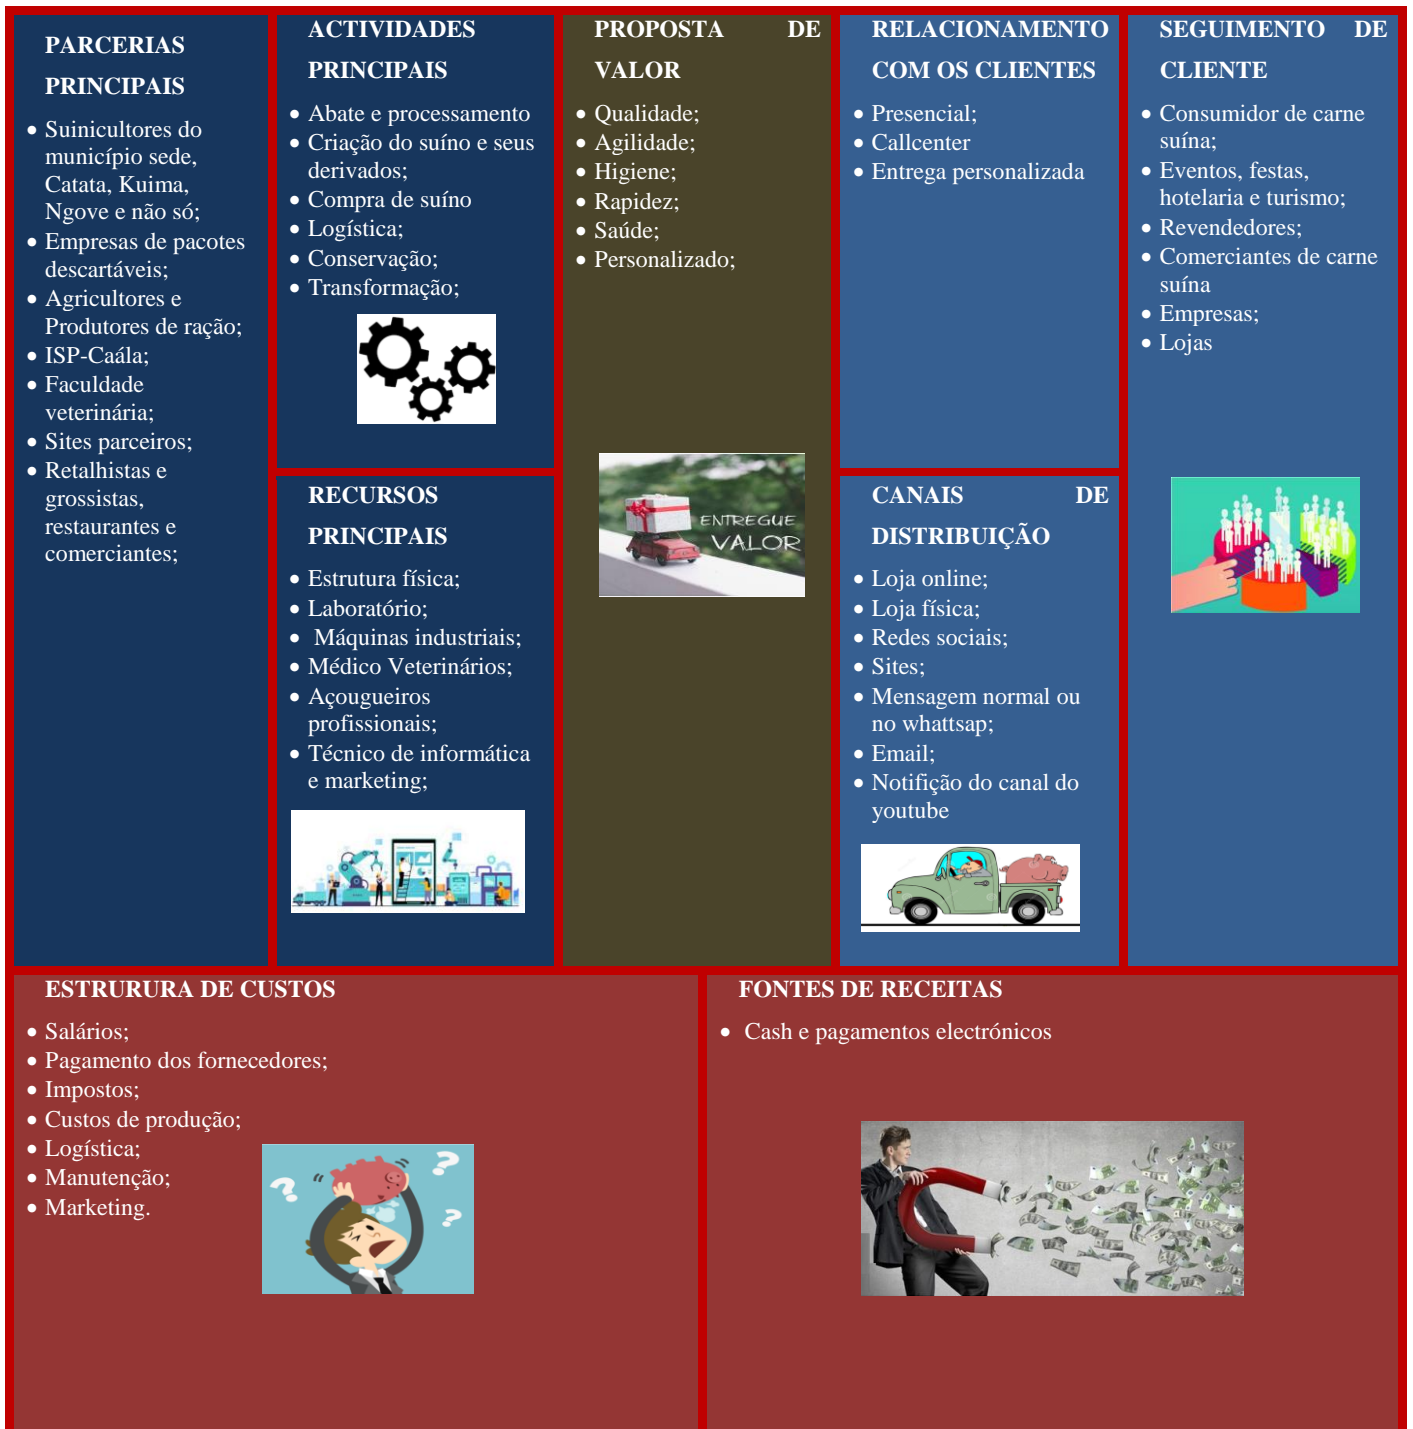 PARCERIAS
PRINCIPAIS
• Suinicultores do
município sede,
Catata, Kuima,
Ngove e não só;
• Empresas de pacotes
descartáveis;
• Agricultores e
Produtores de ração;
• ISP-Caála;
• Faculdade
veterinária;
• Sites parceiros;
• Retalhistas e
grossistas,
restaurantes e
comerciantes;
ACTIVIDADES
PRINCIPAIS
• Abate e processamento
• Criação do suíno e seus
derivados;
• Compra de suíno
• Logística;
• Conservação;
• Transformação;
RECURSOS
PRINCIPAIS
• Estrutura física;
• Laboratório;
• Máquinas industriais;
• Médico Veterinários;
• Açougueiros
profissionais;
• Técnico de informática
e marketing;
PROPOSTA DE
VALOR
• Qualidade;
• Agilidade;
• Higiene;
• Rapidez;
• Saúde;
• Personalizado;
ENTREGUE
VALOR
RELACIONAMENTO
COM OS CLIENTES
• Presencial;
• Callcenter
• Entrega personalizada
CANAIS DE
DISTRIBUIÇÃO
• Loja online;
• Loja física;
• Redes sociais;
• Sites;
• Mensagem normal ou
no whattsap;
• Email;
• Notifição do canal do
youtube
SEGUIMENTO DE
CLIENTE
• Consumidor de carne
suína;
• Eventos, festas,
hotelaria e turismo;
• Revendedores;
• Comerciantes de carne
suína
• Empresas;
• Lojas
ESTRURURA DE CUSTOS
• Salários;
• Pagamento dos fornecedores;
• Impostos;
• Custos de produção;
• Logística;
• Manutenção;
• Marketing.
? ? ?
FONTES DE RECEITAS
• Cash e pagamentos electrónicos